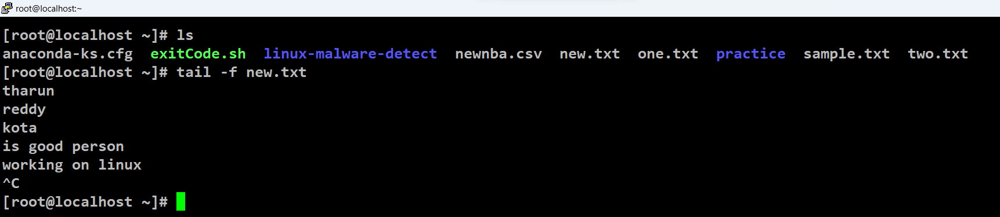 root@localhost:~
[root@localhost ~]# ls
anaconda-ks.cfg  exitCode.sh  linux-malware-detect  newnba.csv  new.txt  one.txt  practice  sample.txt  two.txt
[root@localhost ~]# tail -f new.txt
tharun
reddy
kota
is good person
working on linux
^C
[root@localhost ~]#